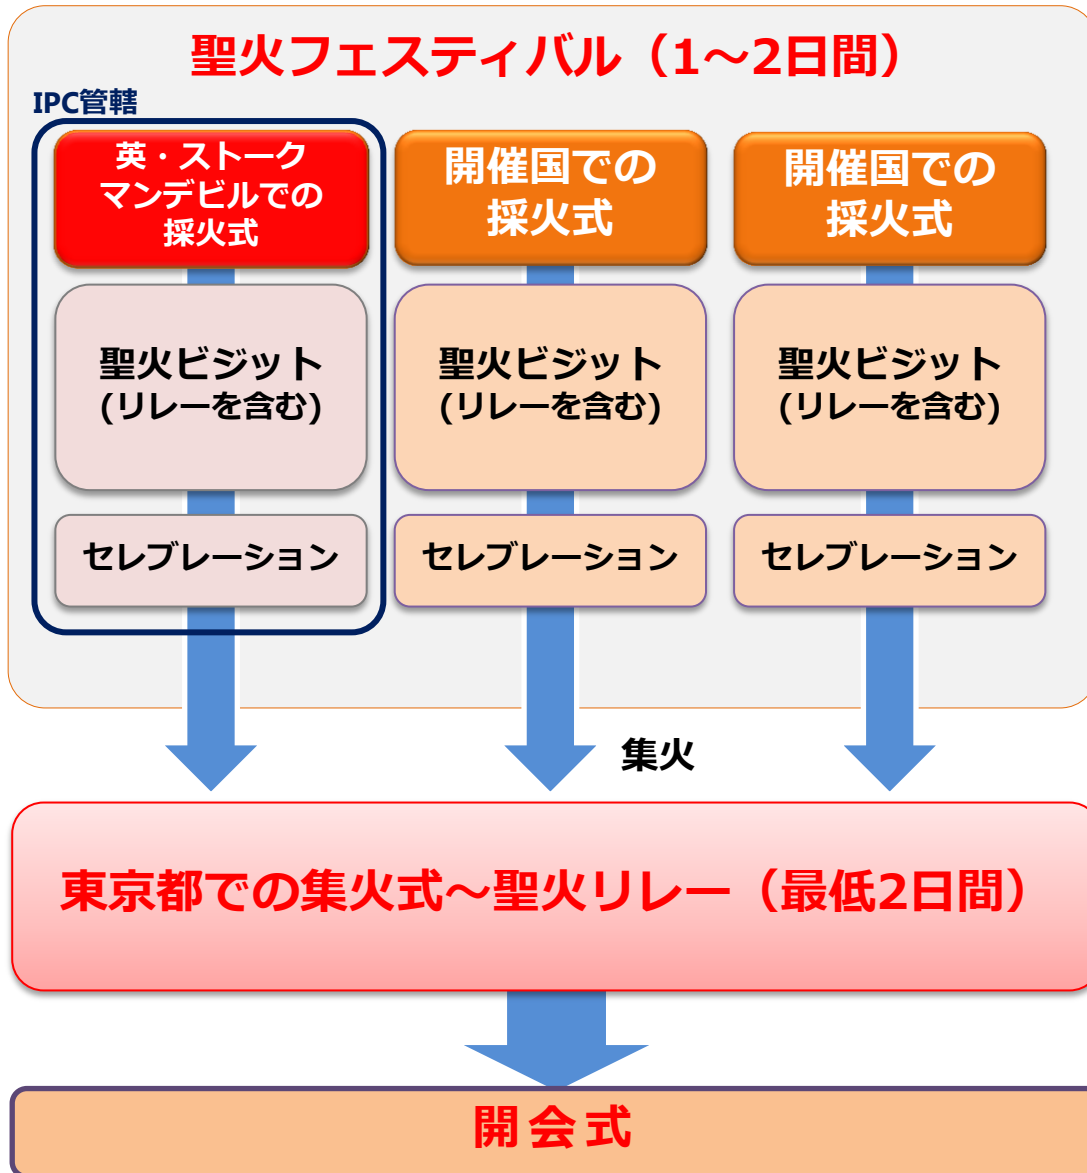 聖火フェスティバル（1～2日間）
IPC管轄
英・ストーク
マンデビルでの
採火式
聖火ビジット
(リレーを含む)
セレブレーション
開催国での
採火式
聖火ビジット
(リレーを含む)
セレブレーション
開催国での
採火式
聖火ビジット
(リレーを含む)
セレブレーション
集火
東京都での集火式～聖火リレー（最低2日間）
開会式